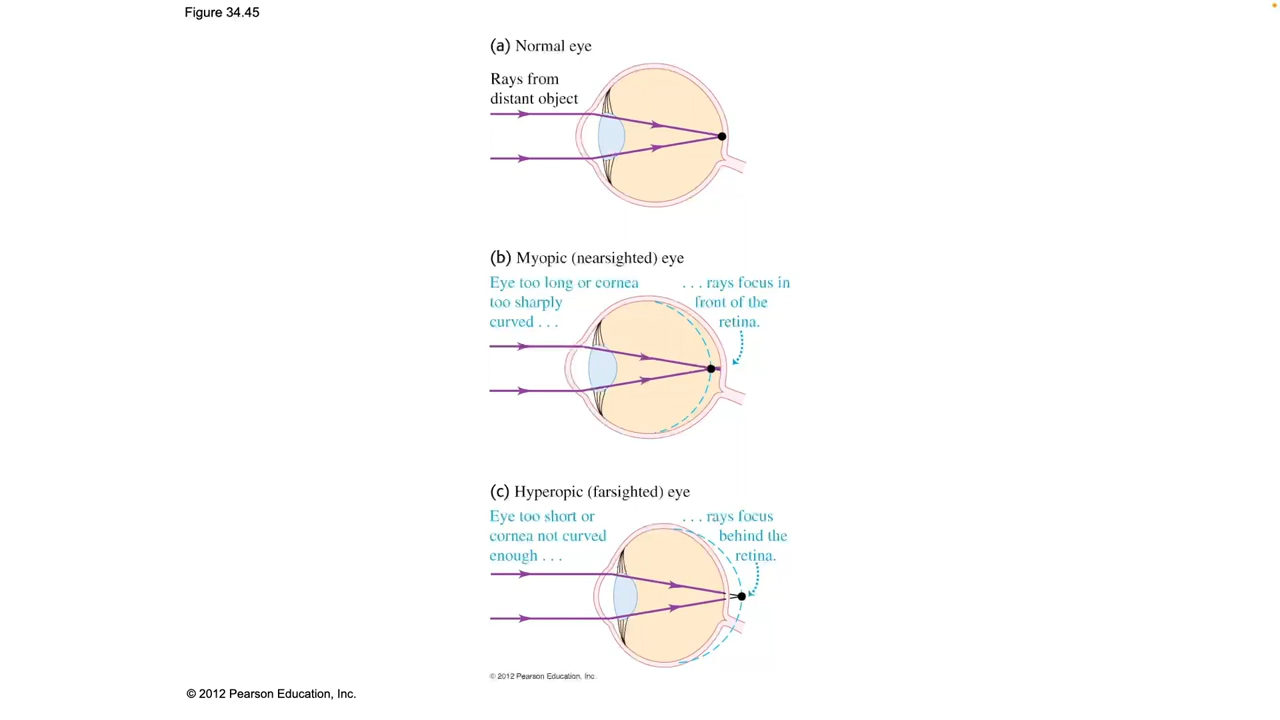 Figure 34.45
(a) Normal eye
Rays from
distant object
(b) Myopic (nearsighted) eye
Eye too long or cornea
too sharply
curved . . .
. . . rays focus in
front of the
retina.
(c) Hyperopic (farsighted) eye
Eye too short or
cornea not curved
enough . . .
. . . rays focus
behind the
retina.
© 2012 Pearson Education, Inc.
© 2012 Pearson Education, Inc.